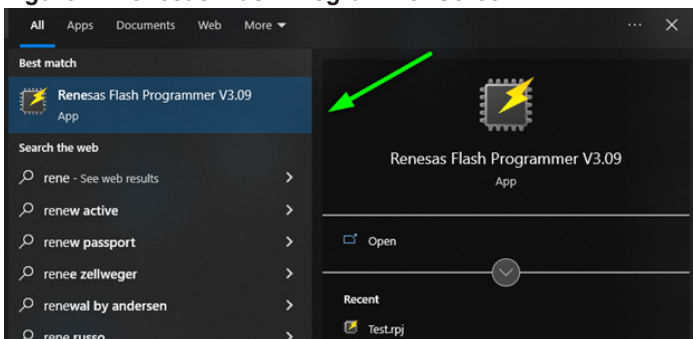 All Apps Documents Web More
Best match
Renesas Flash Programmer V3.09
App
Search the web
rene - See web results
renew active
renew passport
renee zellweger
renewal by andersen
rene russo
Renesas Flash Programmer V3.09
App
Open
Recent
Test.rpj